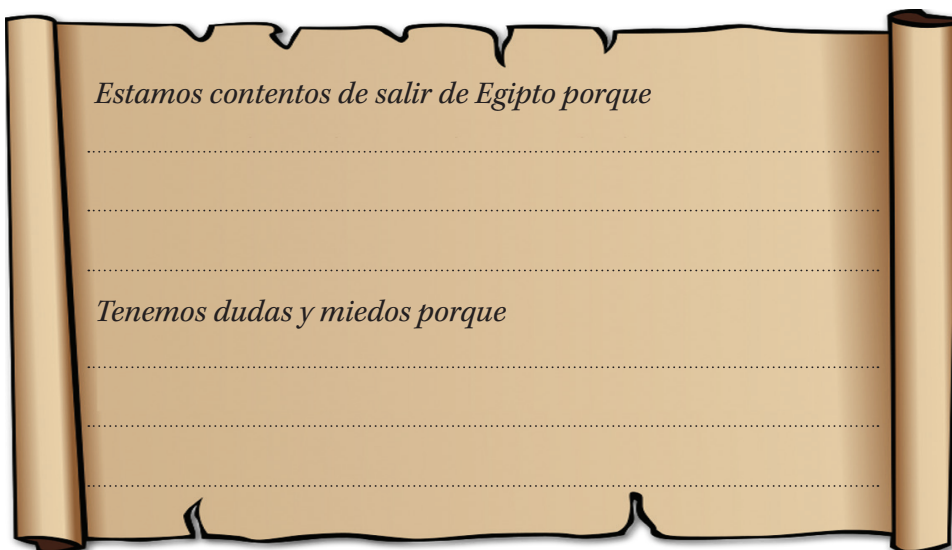 Estamos contentos de salir de Egipto porque
Tenemos dudas y miedos porque